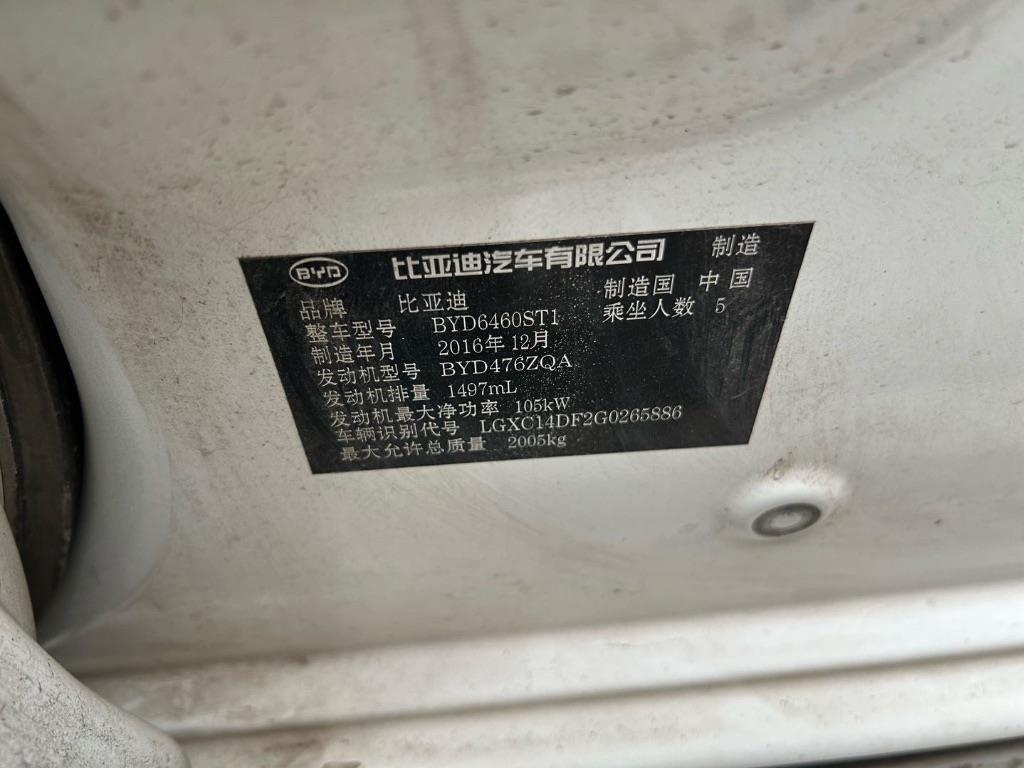 BYD 比亚迪汽车有限公司 制造
品牌 比亚迪 制造国 中国
整车型号 BYD6460ST1 乘坐人数 5
制造年月 2016年12月
发动机型号 BYD476ZQA
发动机排量 1497mL
发动机最大净功率 105kW
车辆识别代号 LGXC14DF2G0265886
最大允许总质量 2005kg